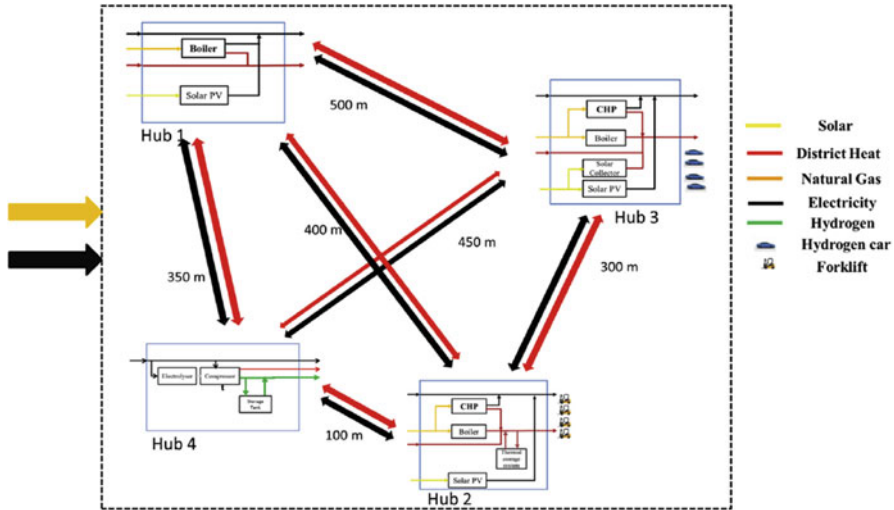 Boiler
Solar PV
Hub 1
500 m
CHP
Boiler
Solar
Collector
Solar PV
Hub 3
Solar
District Heat
Natural Gas
Electricity
Hydrogen
Hydrogen car
Forklift
350 m
400 m
450 m
300 m
Electrolyser
Compressor
Storage
Tank
Hub 4
100 m
CHP
Boiler
Thermal
storage
system
Solar PV
Hub 2